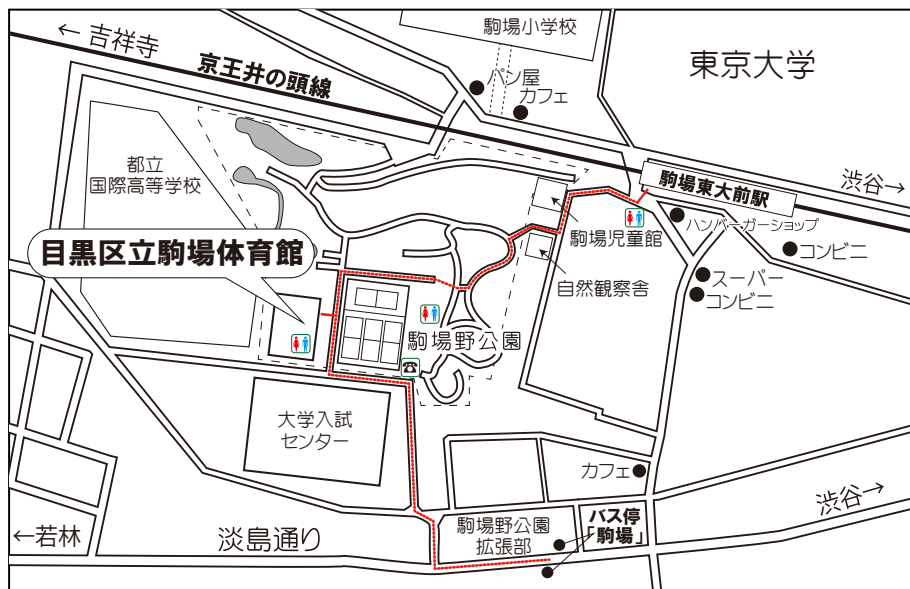 駒場小学校
← 吉祥寺
東京大学
京王井の頭線
パン屋
カフェ
都立
国際高等学校
駒場東大前駅
渋谷→
ハンバーガーショップ
駒場児童館
コンビニ
目黒区立駒場体育館
自然観察舎
スーパー
コンビニ
駒場野公園
大学入試
センター
カフェ
渋谷→
バス停
「駒場」
駒場野公園
拡張部
←若林
淡島通り